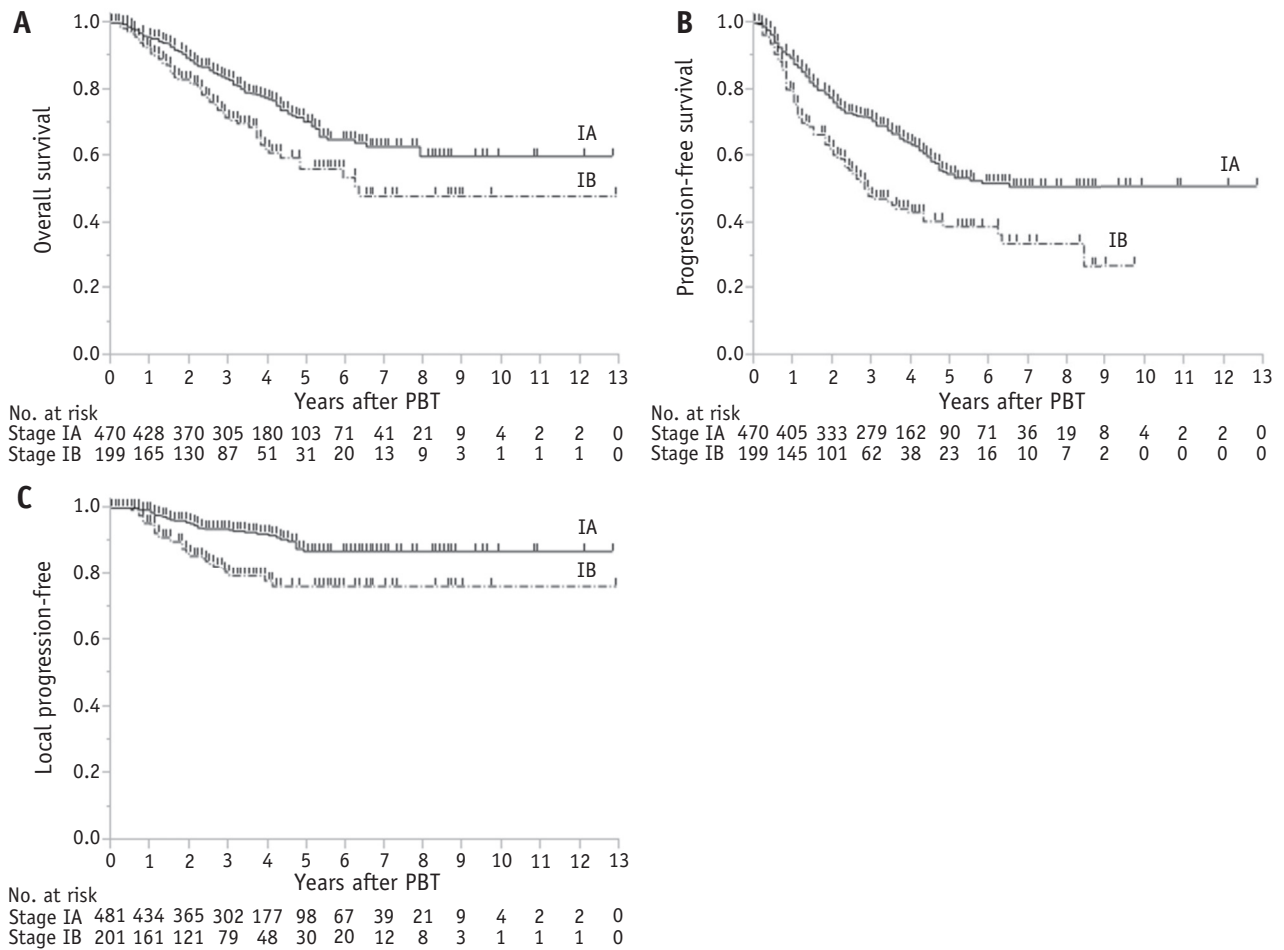 A
Overall survival
1.0
0.8
0.6
0.4
0.2
0.0
IA
IB
0 1 2 3 4 5 6 7 8 9 10 11 12 13
Years after PBT
No. at risk
Stage IA 470 428 370 305 180 103 71 41 21 9 4 2 2 0
Stage IB 199 165 130 87 51 31 20 13 9 3 1 1 1 0
B
Progression-free survival
1.0
0.8
0.6
0.4
0.2
0.0
IA
IB
0 1 2 3 4 5 6 7 8 9 10 11 12 13
Years after PBT
No. at risk
Stage IA 470 405 333 279 162 90 71 36 19 8 4 2 2 0
Stage IB 199 145 101 62 38 23 16 10 7 2 0 0 0 0
C
Local progression-free
1.0
0.8
0.6
0.4
0.2
0.0
IA
IB
0 1 2 3 4 5 6 7 8 9 10 11 12 13
Years after PBT
No. at risk
Stage IA 481 434 365 302 177 98 67 39 21 9 4 2 2 0
Stage IB 201 161 121 79 48 30 20 12 8 3 1 1 1 0